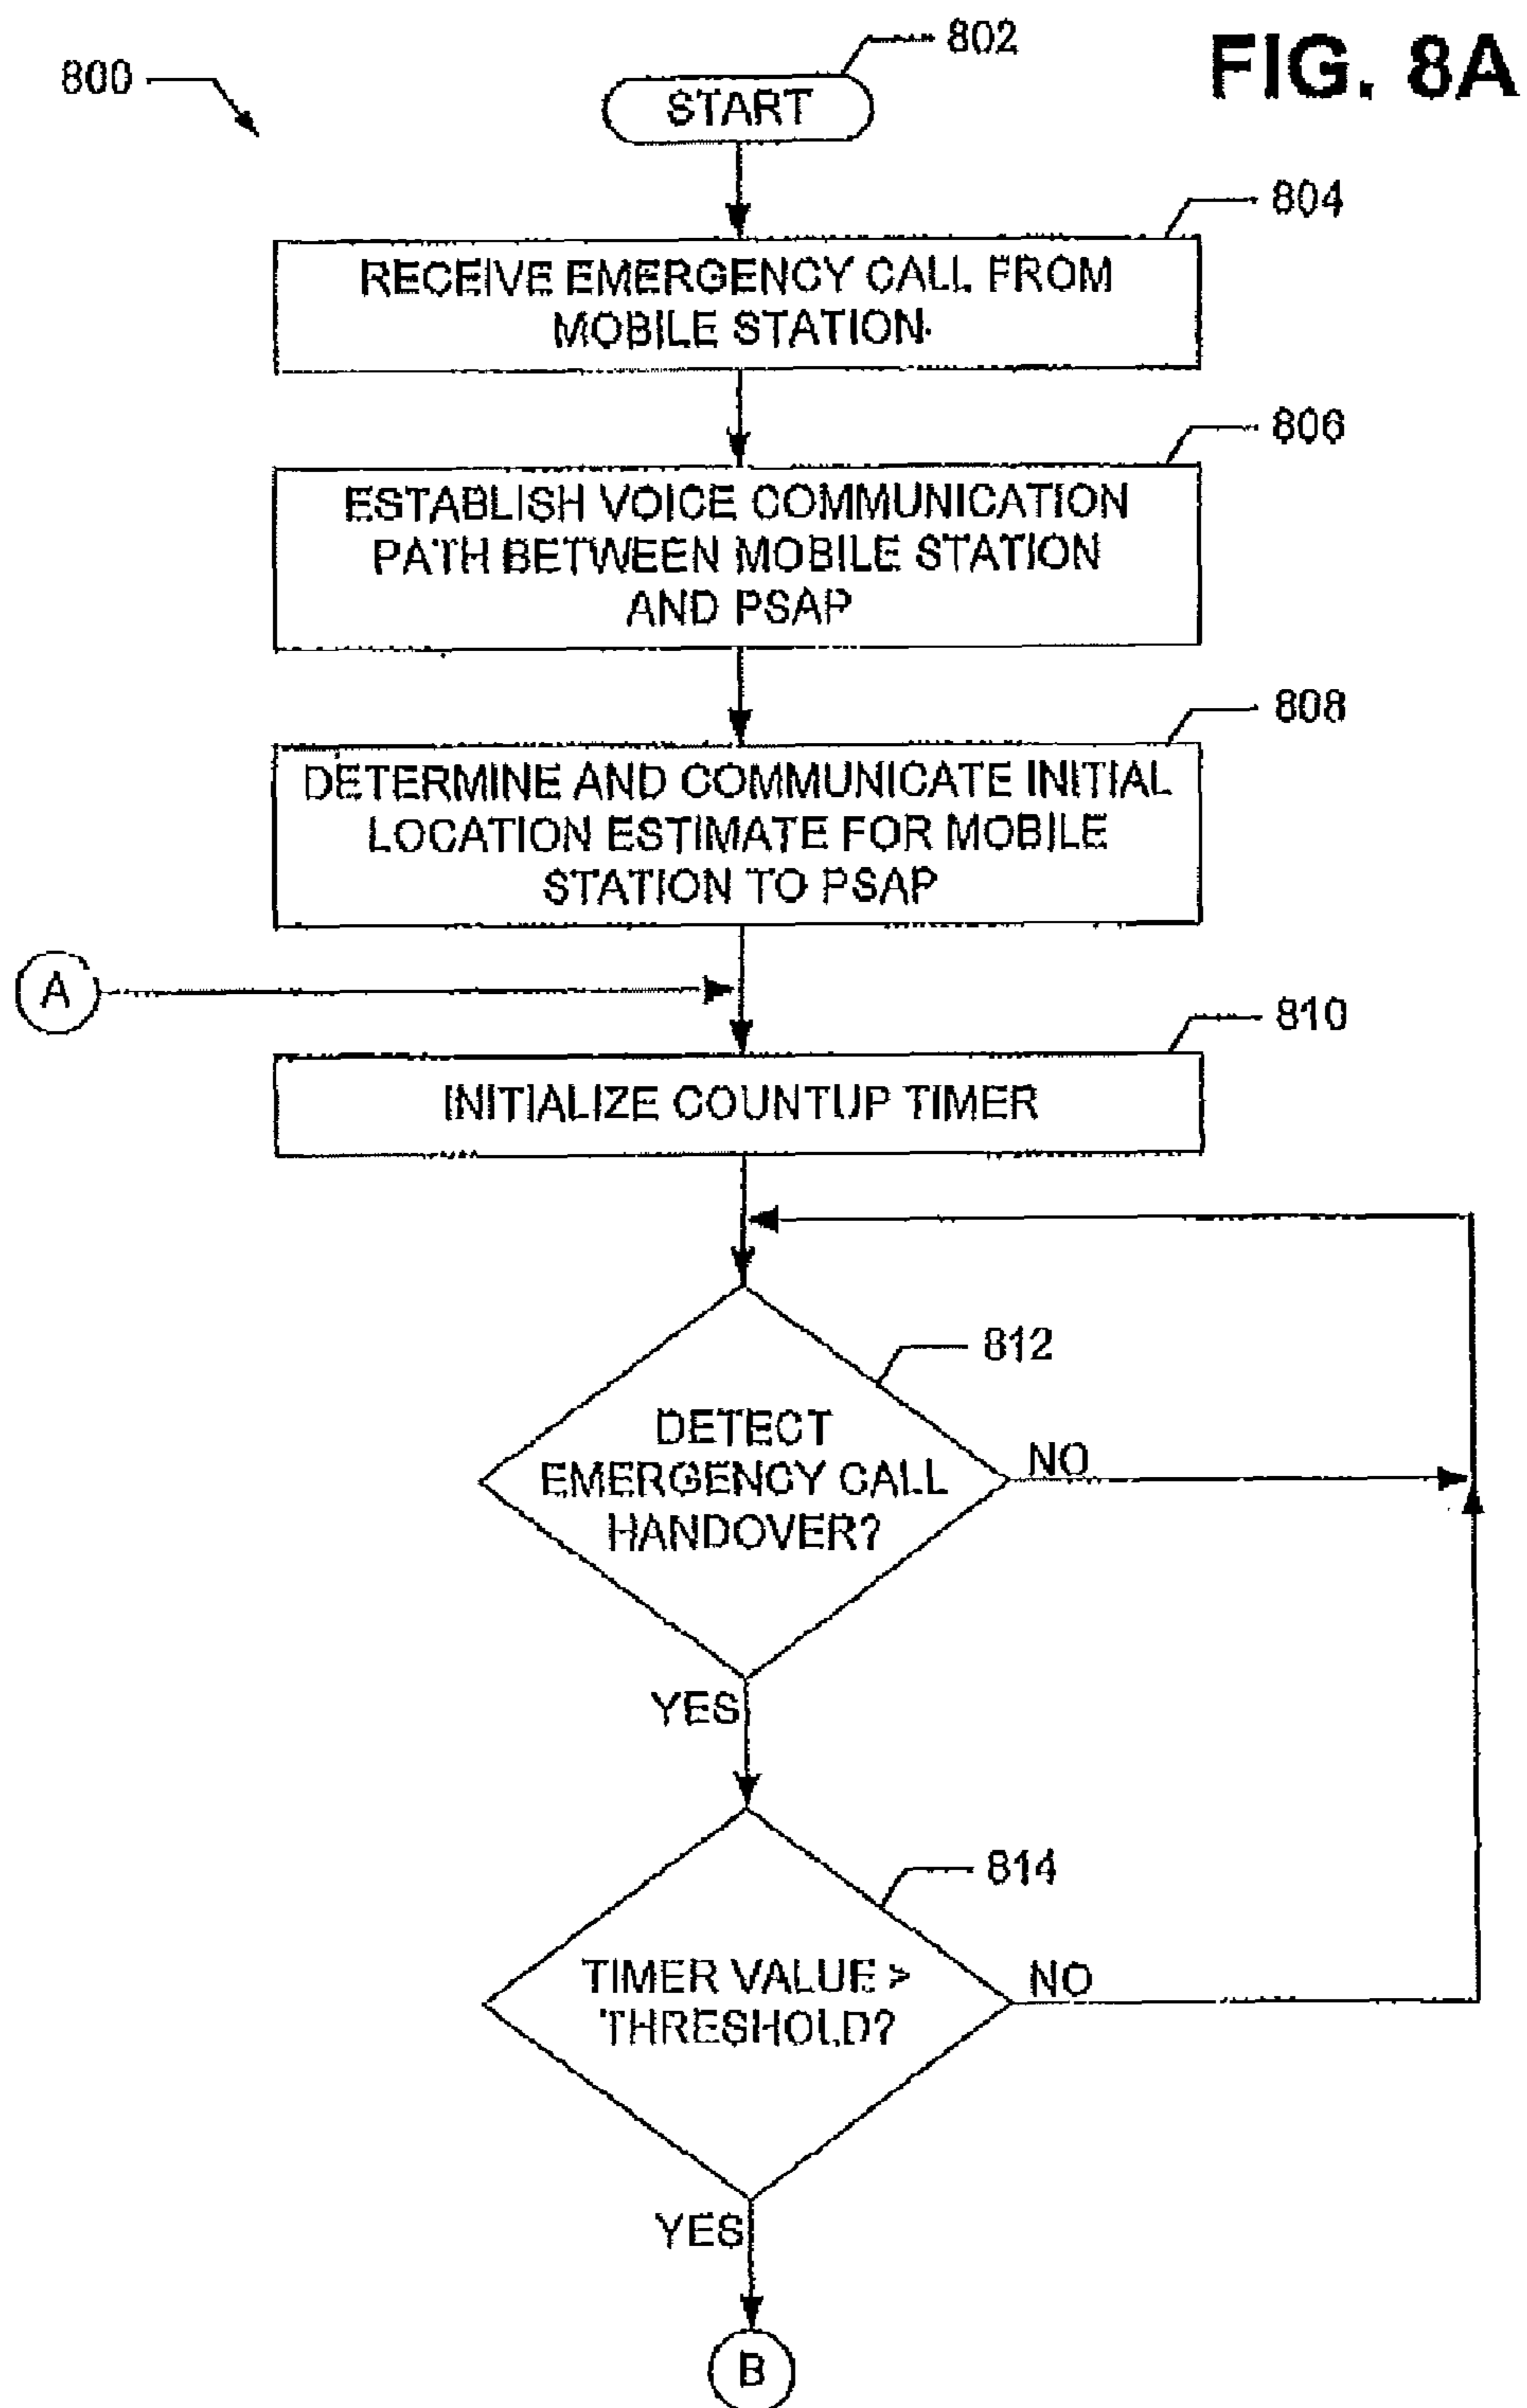 FIG. 8A
800
802
START
804
RECEIVE EMERGENCY CALL FROM
MOBILE STATION
806
ESTABLISH VOICE COMMUNICATION
PATH BETWEEN MOBILE STATION
AND PSAP
808
DETERMINE AND COMMUNICATE INITIAL
LOCATION ESTIMATE FOR MOBILE
STATION TO PSAP
A
810
INITIALIZE COUNTUP TIMER
812
DETECT
EMERGENCY CALL
HANDOVER?
NO
YES
814
TIMER VALUE >
THRESHOLD?
NO
YES
B